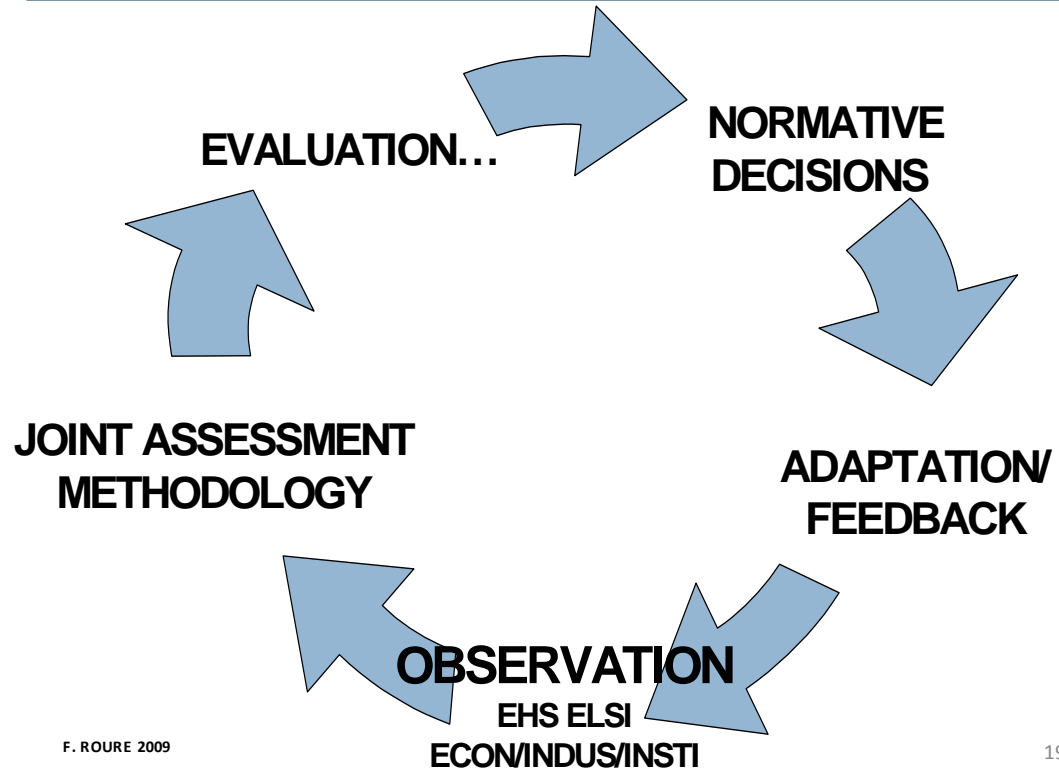 EVALUATION…
NORMATIVE
DECISIONS
JOINT ASSESSMENT
METHODOLOGY
ADAPTATION/
FEEDBACK
OBSERVATION
EHS ELSI
ECON/INDUS/INSTI
F. ROURE 2009
19